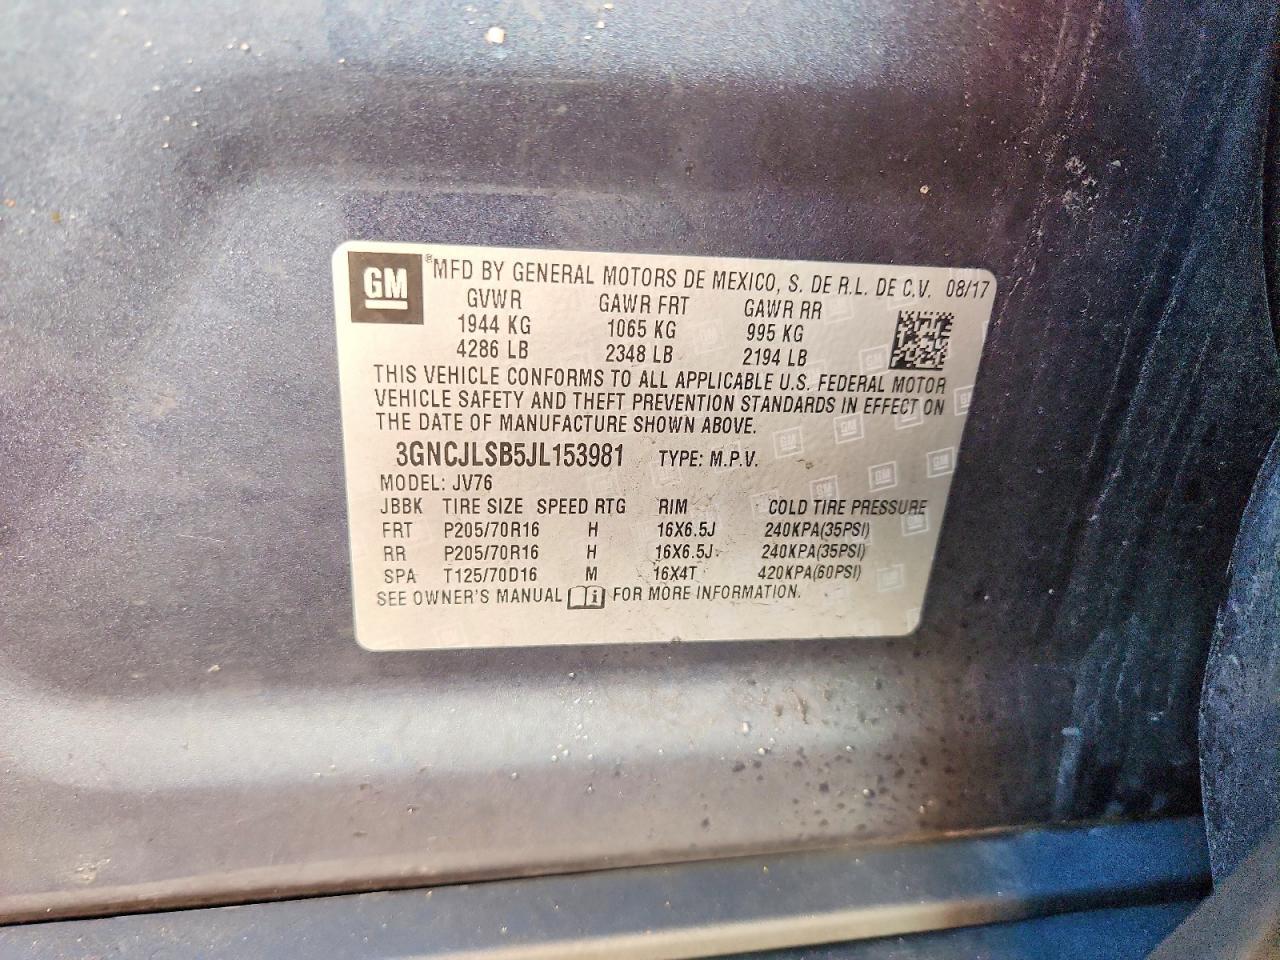 GM ® MFD BY GENERAL MOTORS DE MEXICO, S. DE R.L. DE C.V. 08/17
GVWR GAWR FRT GAWR RR
1944 KG 1065 KG 995 KG
4286 LB 2348 LB 2194 LB
THIS VEHICLE CONFORMS TO ALL APPLICABLE U.S. FEDERAL MOTOR
VEHICLE SAFETY AND THEFT PREVENTION STANDARDS IN EFFECT ON
THE DATE OF MANUFACTURE SHOWN ABOVE.
3GNCJLSB5JL153981 TYPE: M.P.V.
MODEL: JV76
JBBK TIRE SIZE SPEED RTG RIM COLD TIRE PRESSURE
FRT P205/70R16 H 16X6.5J 240KPA(35PSI)
RR P205/70R16 H 16X6.5J 240KPA(35PSI)
SPA T125/70D16 M 16X4T 420KPA(60PSI)
SEE OWNER'S MANUAL i FOR MORE INFORMATION.